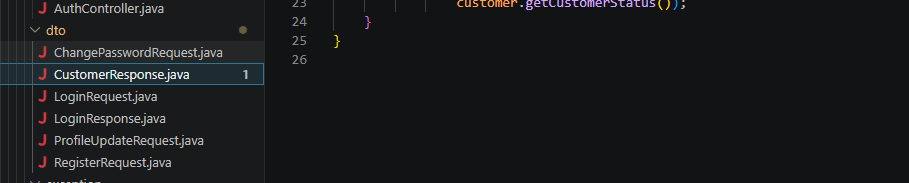 AuthController.java
dto
ChangePasswordRequest.java
CustomerResponse.java 1
LoginRequest.java
LoginResponse.java
ProfileUpdateRequest.java
RegisterRequest.java
exception
23 customer.getCustomerStatus());
24 }
25 }
26